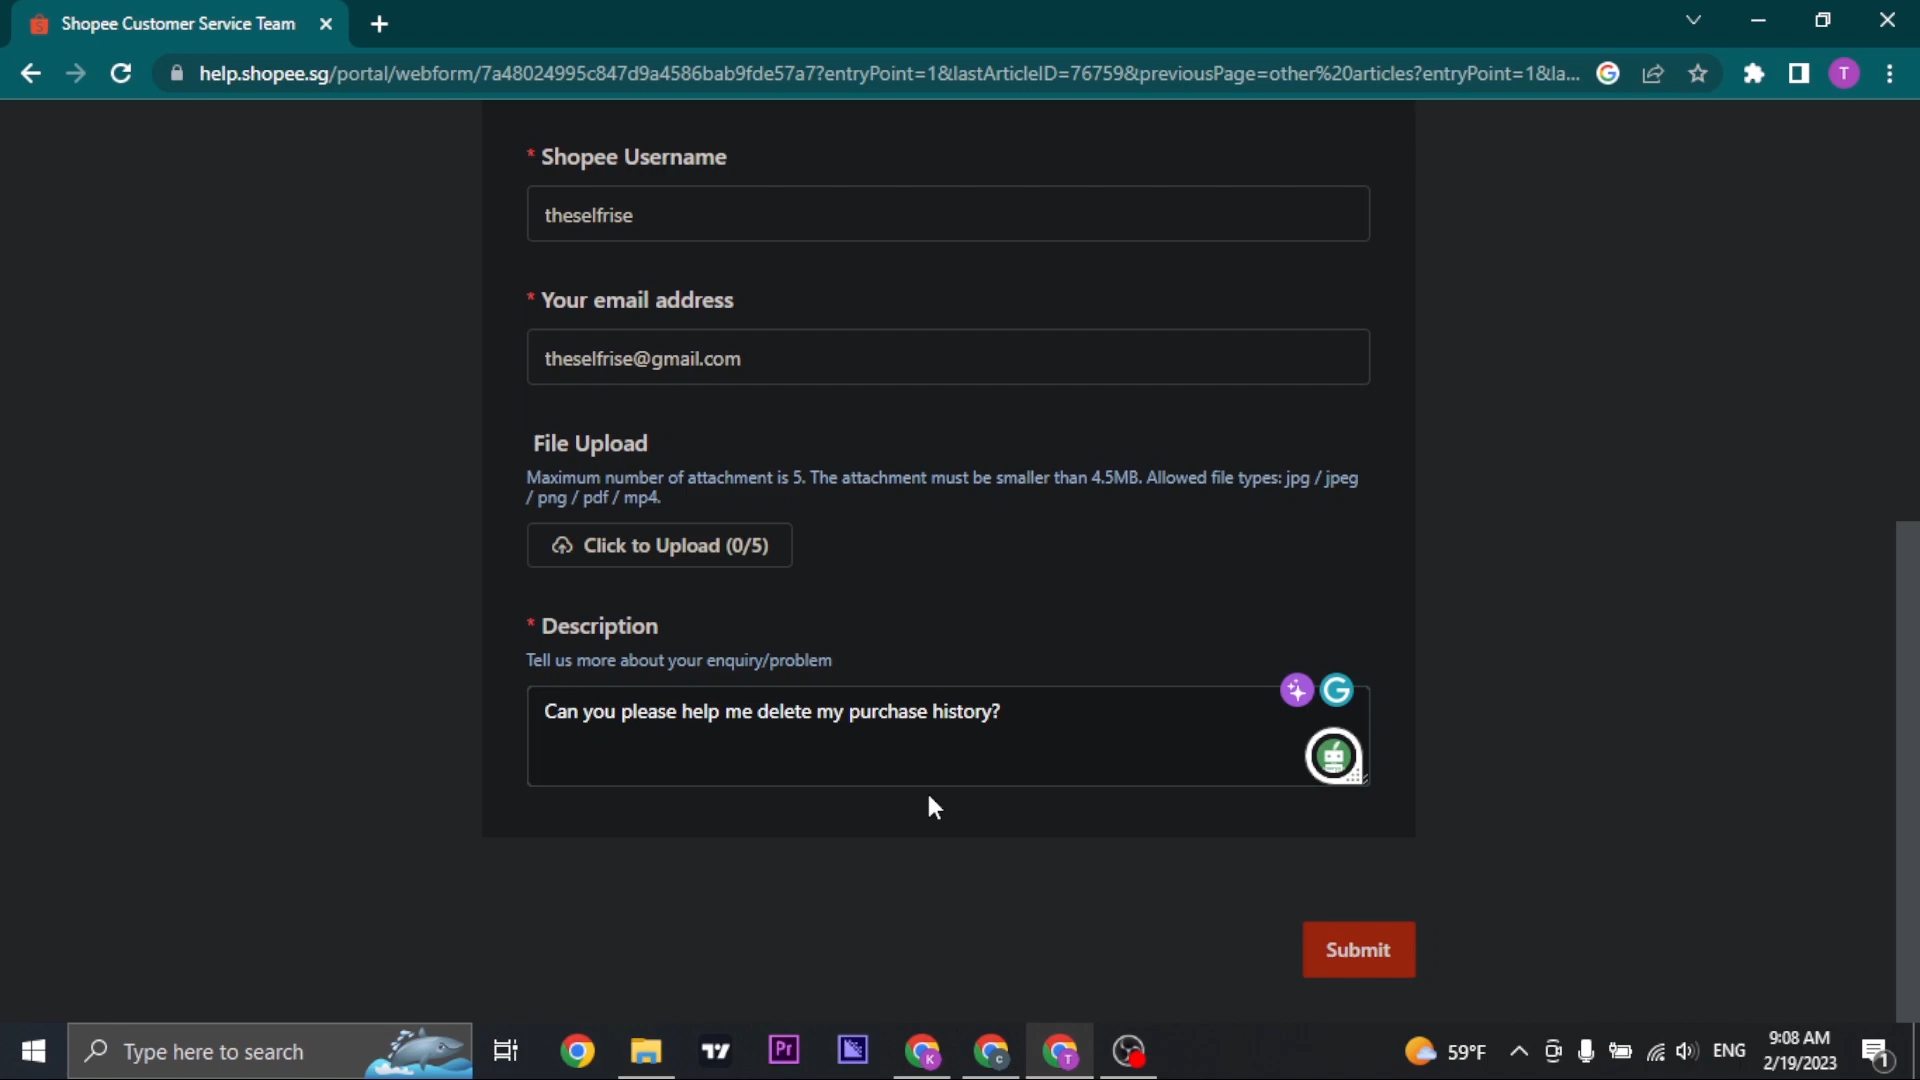 Shopee Customer Service Team
help.shopee.sg/portal/webform/7a48024995c847d9a4586bab9fde57a7?entryPoint=1&lastArticleID=76759&previousPage=other%20articles?entryPoint=1&la...
T
* Shopee Username
theselfrise
* Your email address
theselfrise@gmail.com
File Upload
Maximum number of attachment is 5. The attachment must be smaller than 4.5MB. Allowed file types: jpg / jpeg
/ png / pdf / mp4.
Click to Upload (0/5)
* Description
Tell us more about your enquiry/problem
Can you please help me delete my purchase history?
Submit
Type here to search
Pr
K
c
T
59°F
ENG
9:08 AM
2/19/2023
1